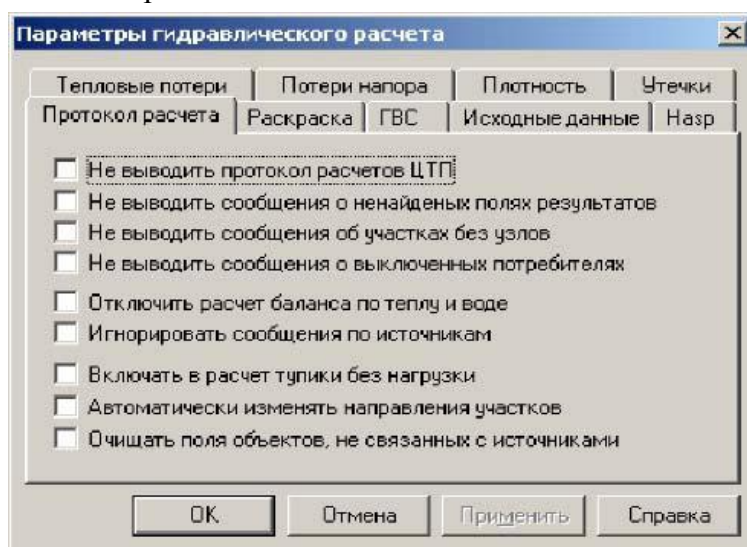 Параметры гидравлического расчета
Тепловые потери Потери напора Плотность Утечки
Протокол расчета Раскраска ГВС Исходные данные Hasp
Не выводить протокол расчетов ЦТП
Не выводить сообщения о ненайденых полях результатов
Не выводить сообщения об участках без узлов
Не выводить сообщения о выключенных потребителях
Отключить расчет баланса по теплу и воде
Игнорировать сообщения по источникам
Включать в расчет тупики без нагрузки
Автоматически изменять направления участков
Очищать поля объектов, не связанных с источниками
OK Отмена Применить Справка